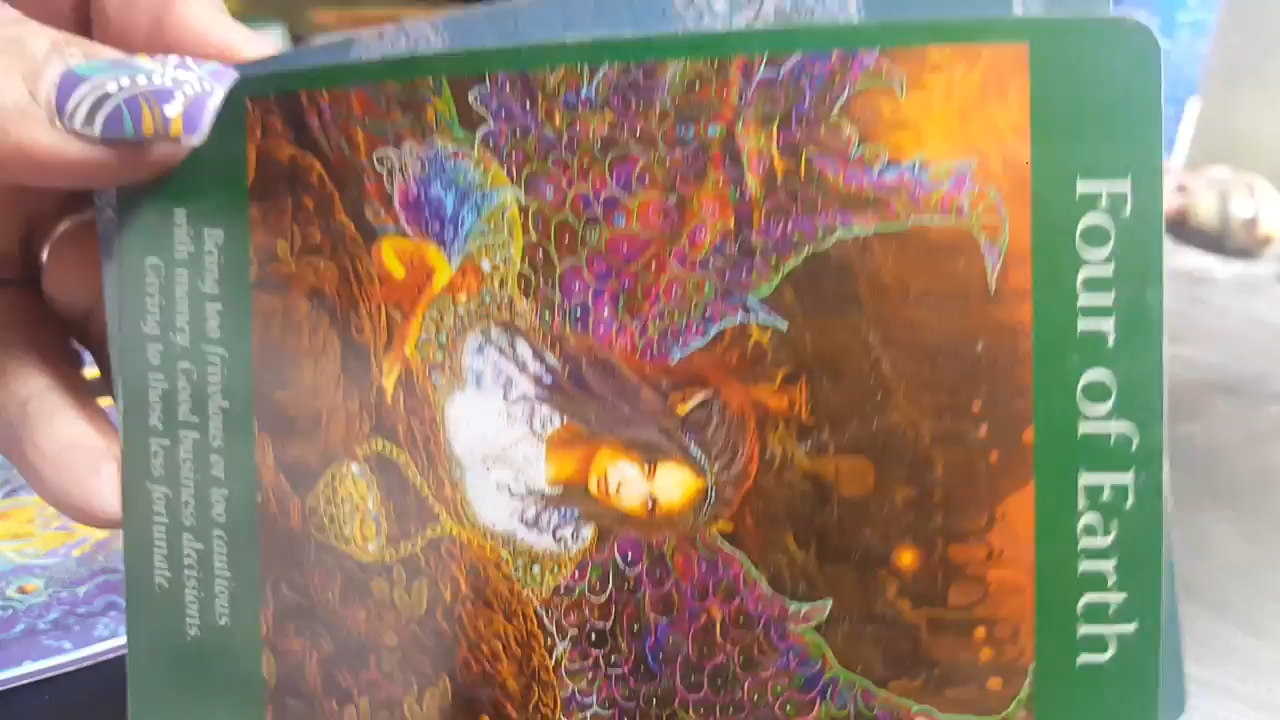 Four of Earth
Being too frivolous or too cautious
with money. Good business decisions.
Giving to those less fortunate.